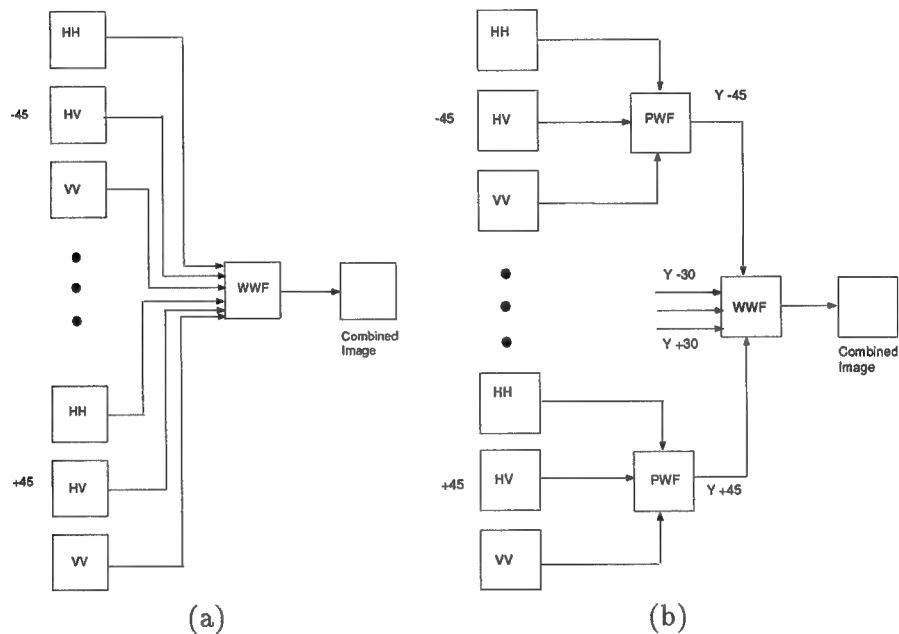 HH
-45
HV
VV
WWF
Combined
Image
HH
+45
HV
VV
(a)
HH
-45
HV
VV
PWF
Y -45
Y -30
Y +30
WWF
Combined
Image
HH
+45
HV
VV
PWF
Y +45
(b)